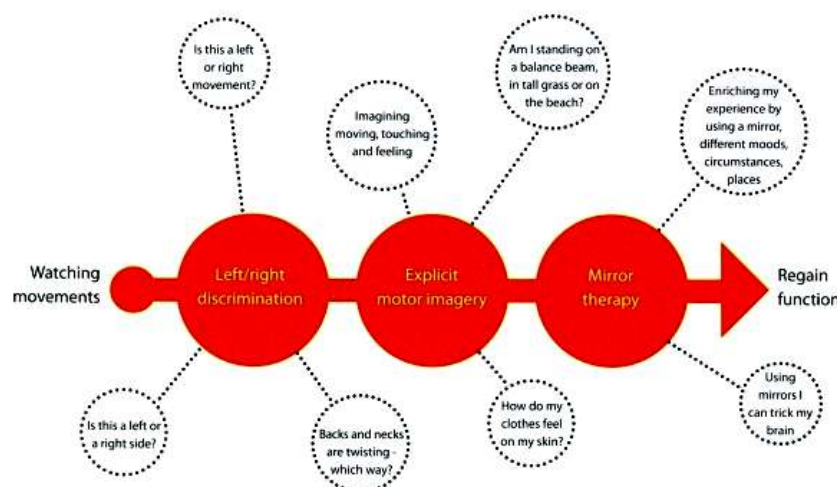 Is this a left
or right
movement?
Imagining
moving, touching
and feeling
Am I standing on
a balance beam,
in tall grass or on
the beach?
Enriching my
experience by
using a mirror,
different moods,
circumstances,
places
Watching
movements
Left/right
discrimination
Explicit
motor imagery
Mirror
therapy
Regain
function
Is this a left or
a right side?
Backs and necks
are twisting -
which way?
How do my
clothes feel
on my skin?
Using
mirrors I
can trick my
brain